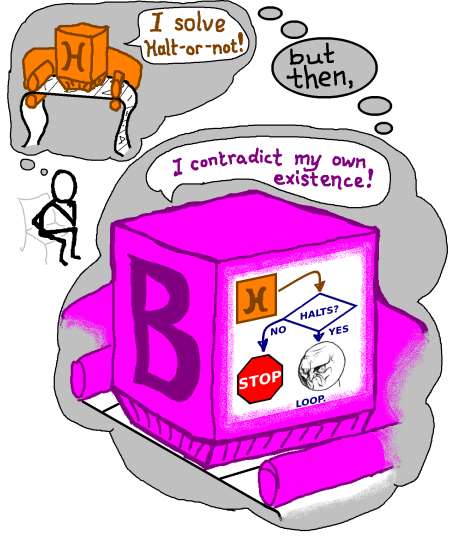 I solve
Halt-or-not!
H
but
then,
I contradict my own
existence!
B
H
HALTS?
NO
YES
STOP
LOOP.